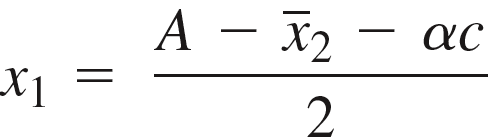 x₁ = (A − x̅₂ − αc) / 2